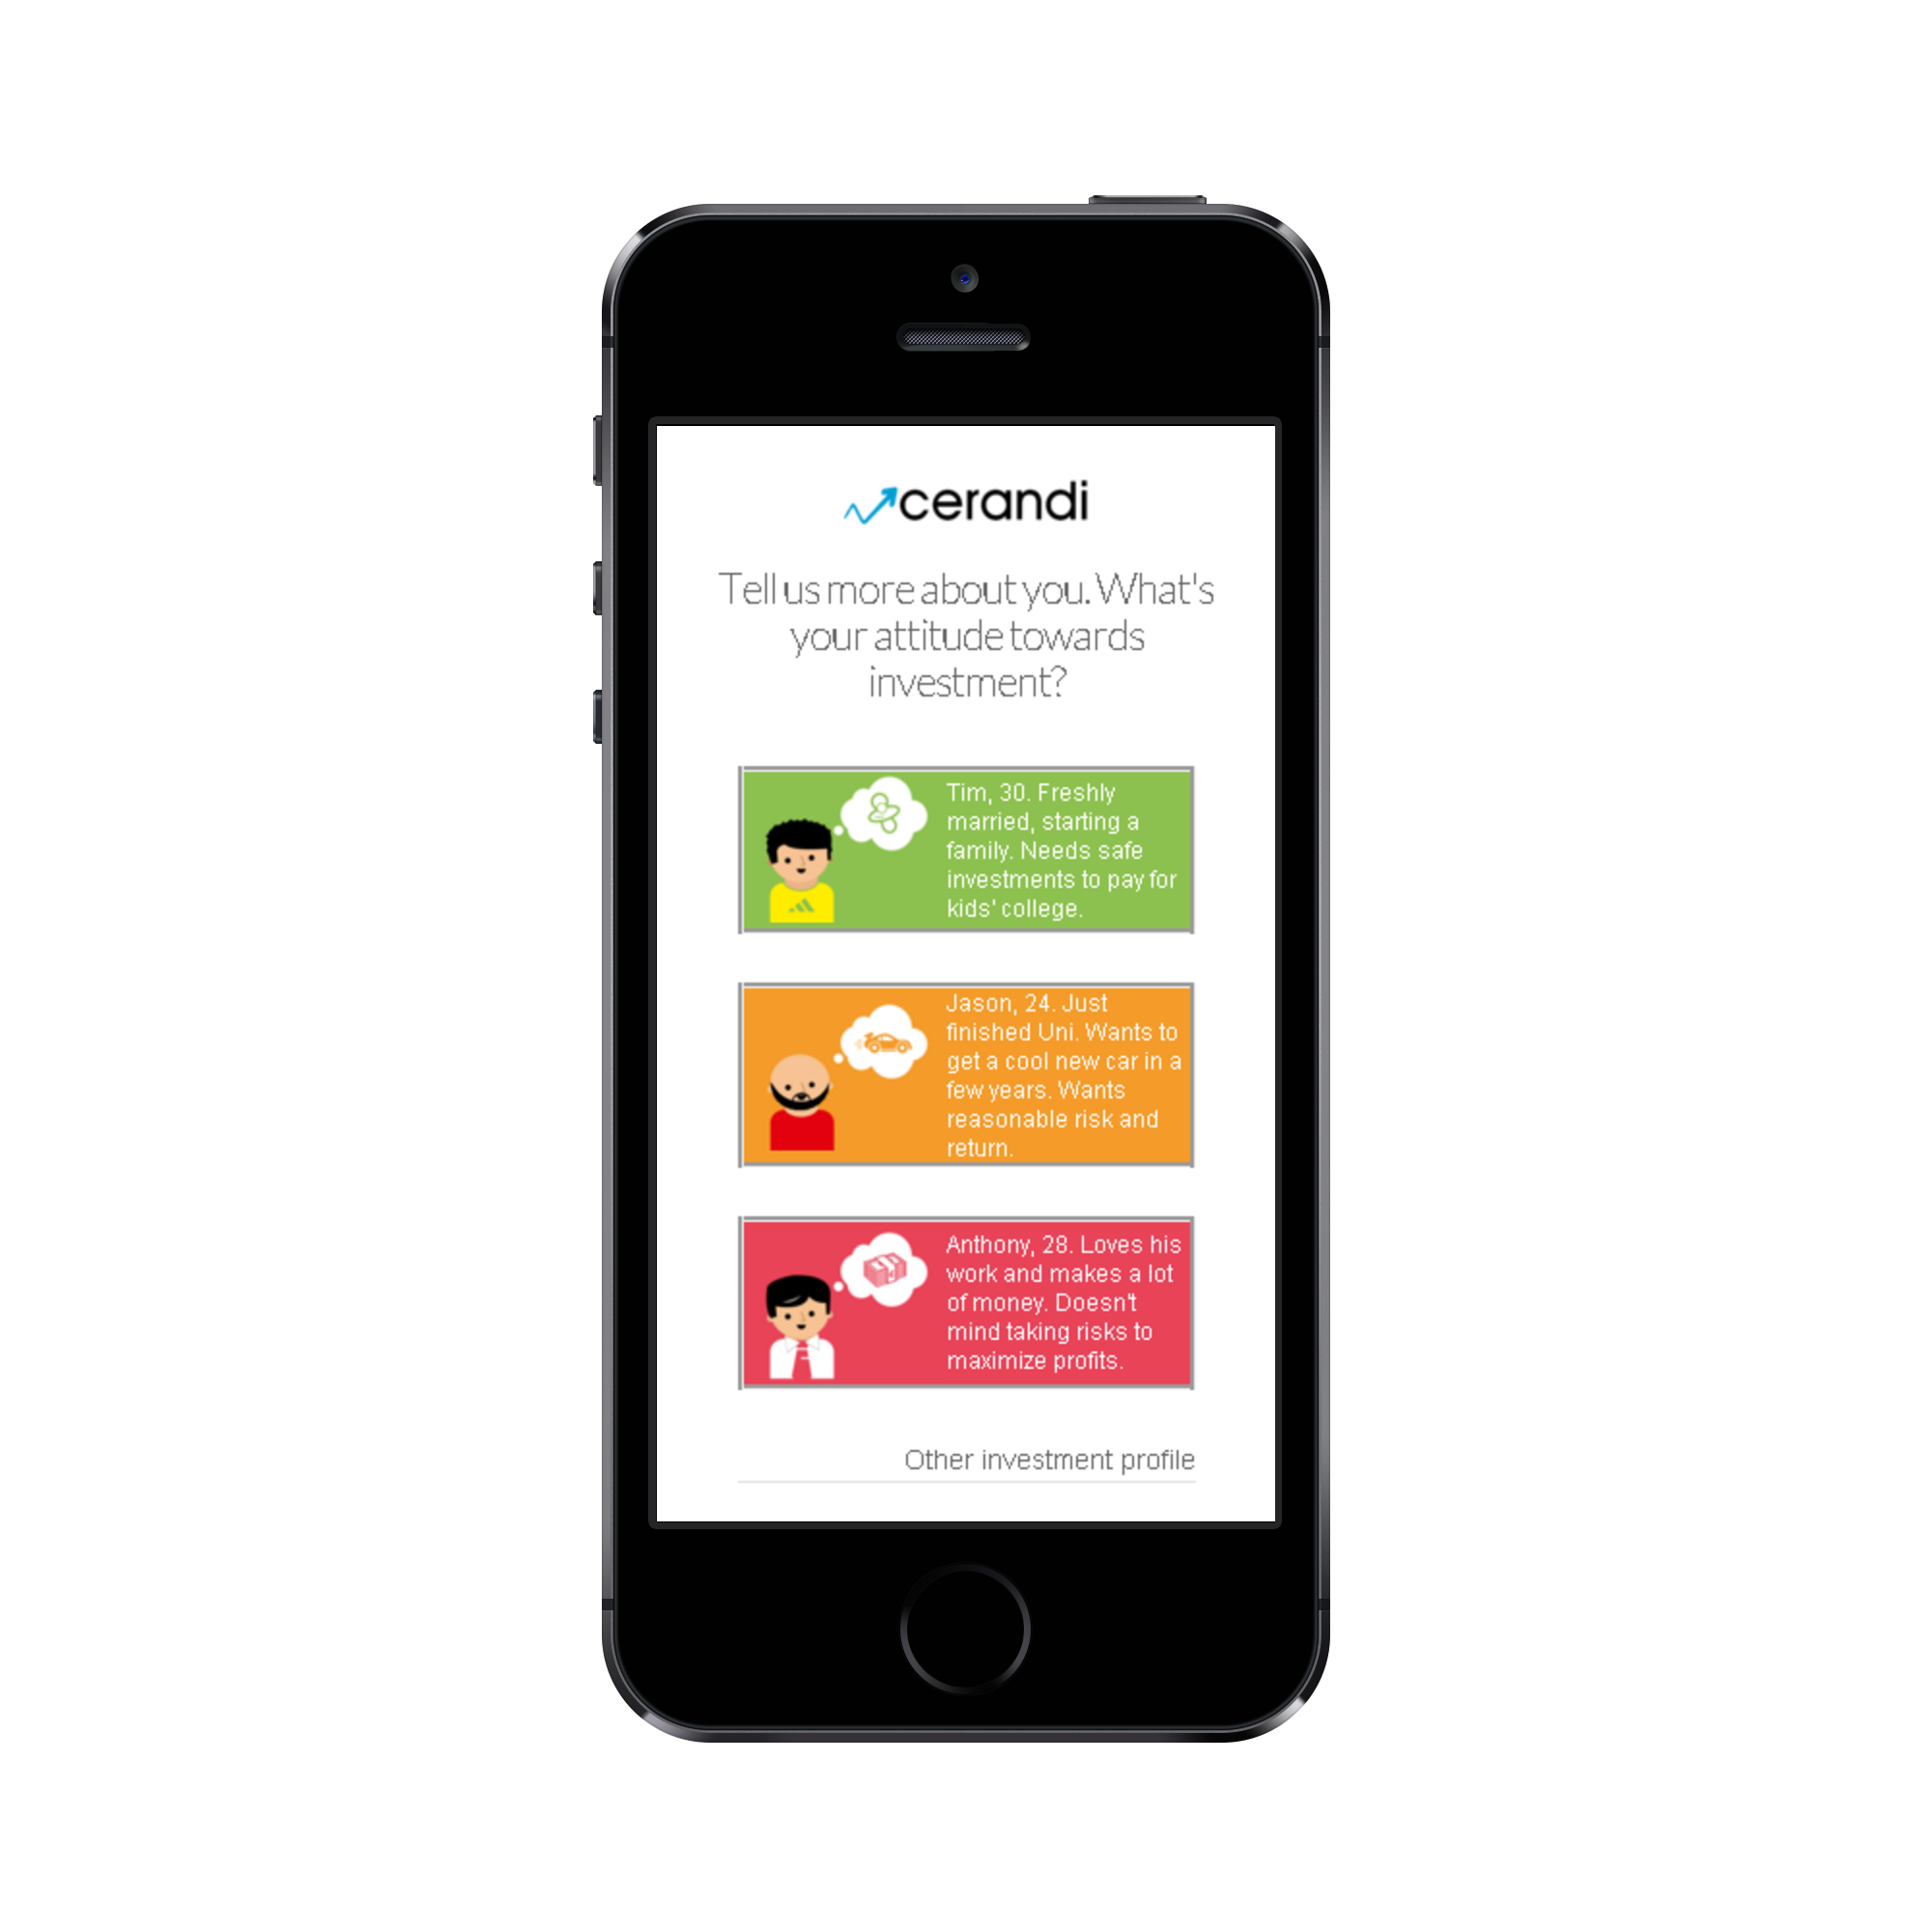 cerandi
Tell us more about you. What's
your attitude towards
investment?
Tim, 30. Freshly
married, starting a
family. Needs safe
investments to pay for
kids' college.
Jason, 24. Just
finished Uni. Wants to
get a cool new car in a
few years. Wants
reasonable risk and
return.
Anthony, 28. Loves his
work and makes a lot
of money. Doesn't
mind taking risks to
maximize profits.
Other investment profile